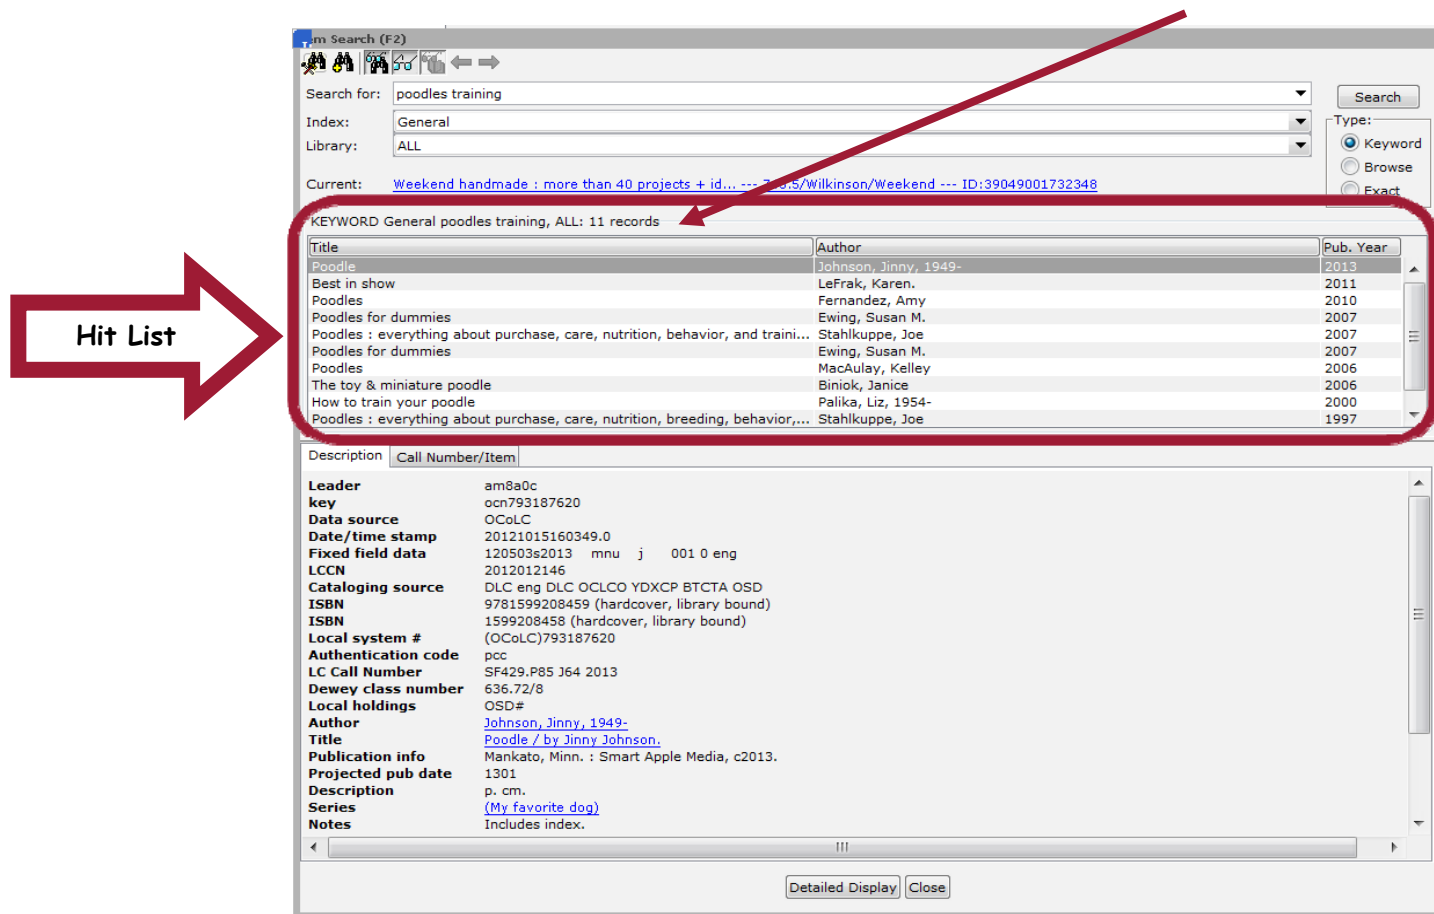 em Search (F2)
Search for: poodles training Search
Index: General Type:
Library: ALL Keyword
Browse
Current: Weekend handmade : more than 40 projects + id... --- .5/Wilkinson/Weekend --- ID:39049001732348
Exact
KEYWORD General poodles training, ALL: 11 records
Title Author Pub. Year
Poodle Johnson, Jinny, 1949- 2013
Best in show LeFrak, Karen. 2011
Poodles Fernandez, Amy 2010
Poodles for dummies Ewing, Susan M. 2007
Hit List
Poodles : everything about purchase, care, nutrition, behavior, and traini... Stahlkuppe, Joe 2007
Poodles for dummies Ewing, Susan M. 2007
Poodles MacAulay, Kelley 2006
The toy & miniature poodle Biniok, Janice 2006
How to train your poodle Palika, Liz, 1954- 2000
Poodles : everything about purchase, care, nutrition, breeding, behavior,... Stahlkuppe, Joe 1997
Description Call Number/Item
Leader am8a0c
key ocn793187620
Data source OCoLC
Date/time stamp 20121015160349.0
Fixed field data 120503s2013 mnu j 001 0 eng
LCCN 2012012146
Cataloging source DLC eng DLC OCLCO YDXCP BTCTA OSD
ISBN 9781599208459 (hardcover, library bound)
ISBN 1599208458 (hardcover, library bound)
Local system # (OCoLC)793187620
Authentication code pcc
LC Call Number SF429.P85 J64 2013
Dewey class number 636.72/8
Local holdings OSD#
Author Johnson, Jinny, 1949-
Title Poodle / by Jinny Johnson.
Publication info Mankato, Minn. : Smart Apple Media, c2013.
Projected pub date 1301
Description p. cm.
Series (My favorite dog)
Notes Includes index.
Detailed Display Close